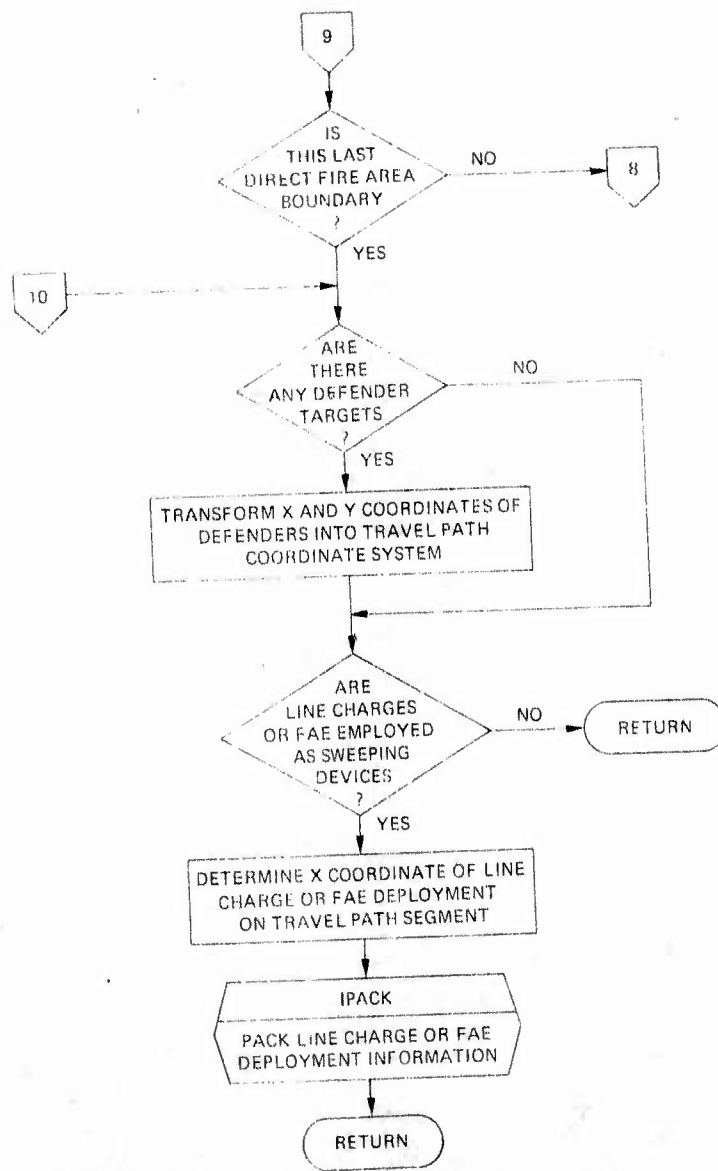 9
IS
THIS LAST
DIRECT FIRE AREA
BOUNDARY
?
NO
8
YES
10
ARE
THERE
ANY DEFENDER
TARGETS
?
NO
YES
TRANSFORM X AND Y COORDINATES OF
DEFENDERS INTO TRAVEL PATH
COORDINATE SYSTEM
ARE
LINE CHARGES
OR FAE EMPLOYED
AS SWEEPING
DEVICES
?
NO
RETURN
YES
DETERMINE X COORDINATE OF LINE
CHARGE OR FAE DEPLOYMENT
ON TRAVEL PATH SEGMENT
IPACK
PACK LINE CHARGE OR FAE
DEPLOYMENT INFORMATION
RETURN